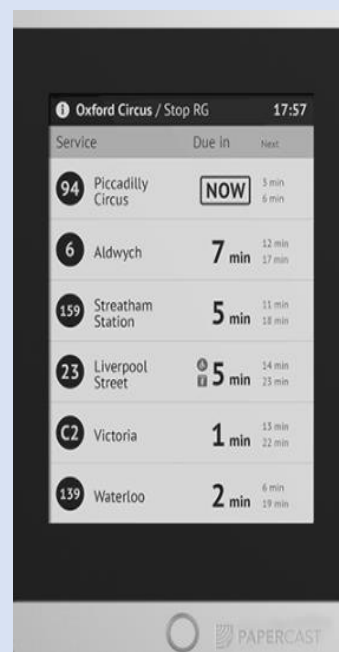 i Oxford Circus / Stop RG 17:57
Service Due in Next
94 Piccadilly Circus NOW 3 min
6 min
6 Aldwych 7 min 12 min
17 min
159 Streatham Station 5 min 11 min
18 min
23 Liverpool Street 5 min 14 min
23 min
C2 Victoria 1 min 13 min
22 min
139 Waterloo 2 min 6 min
19 min
PAPERCAST